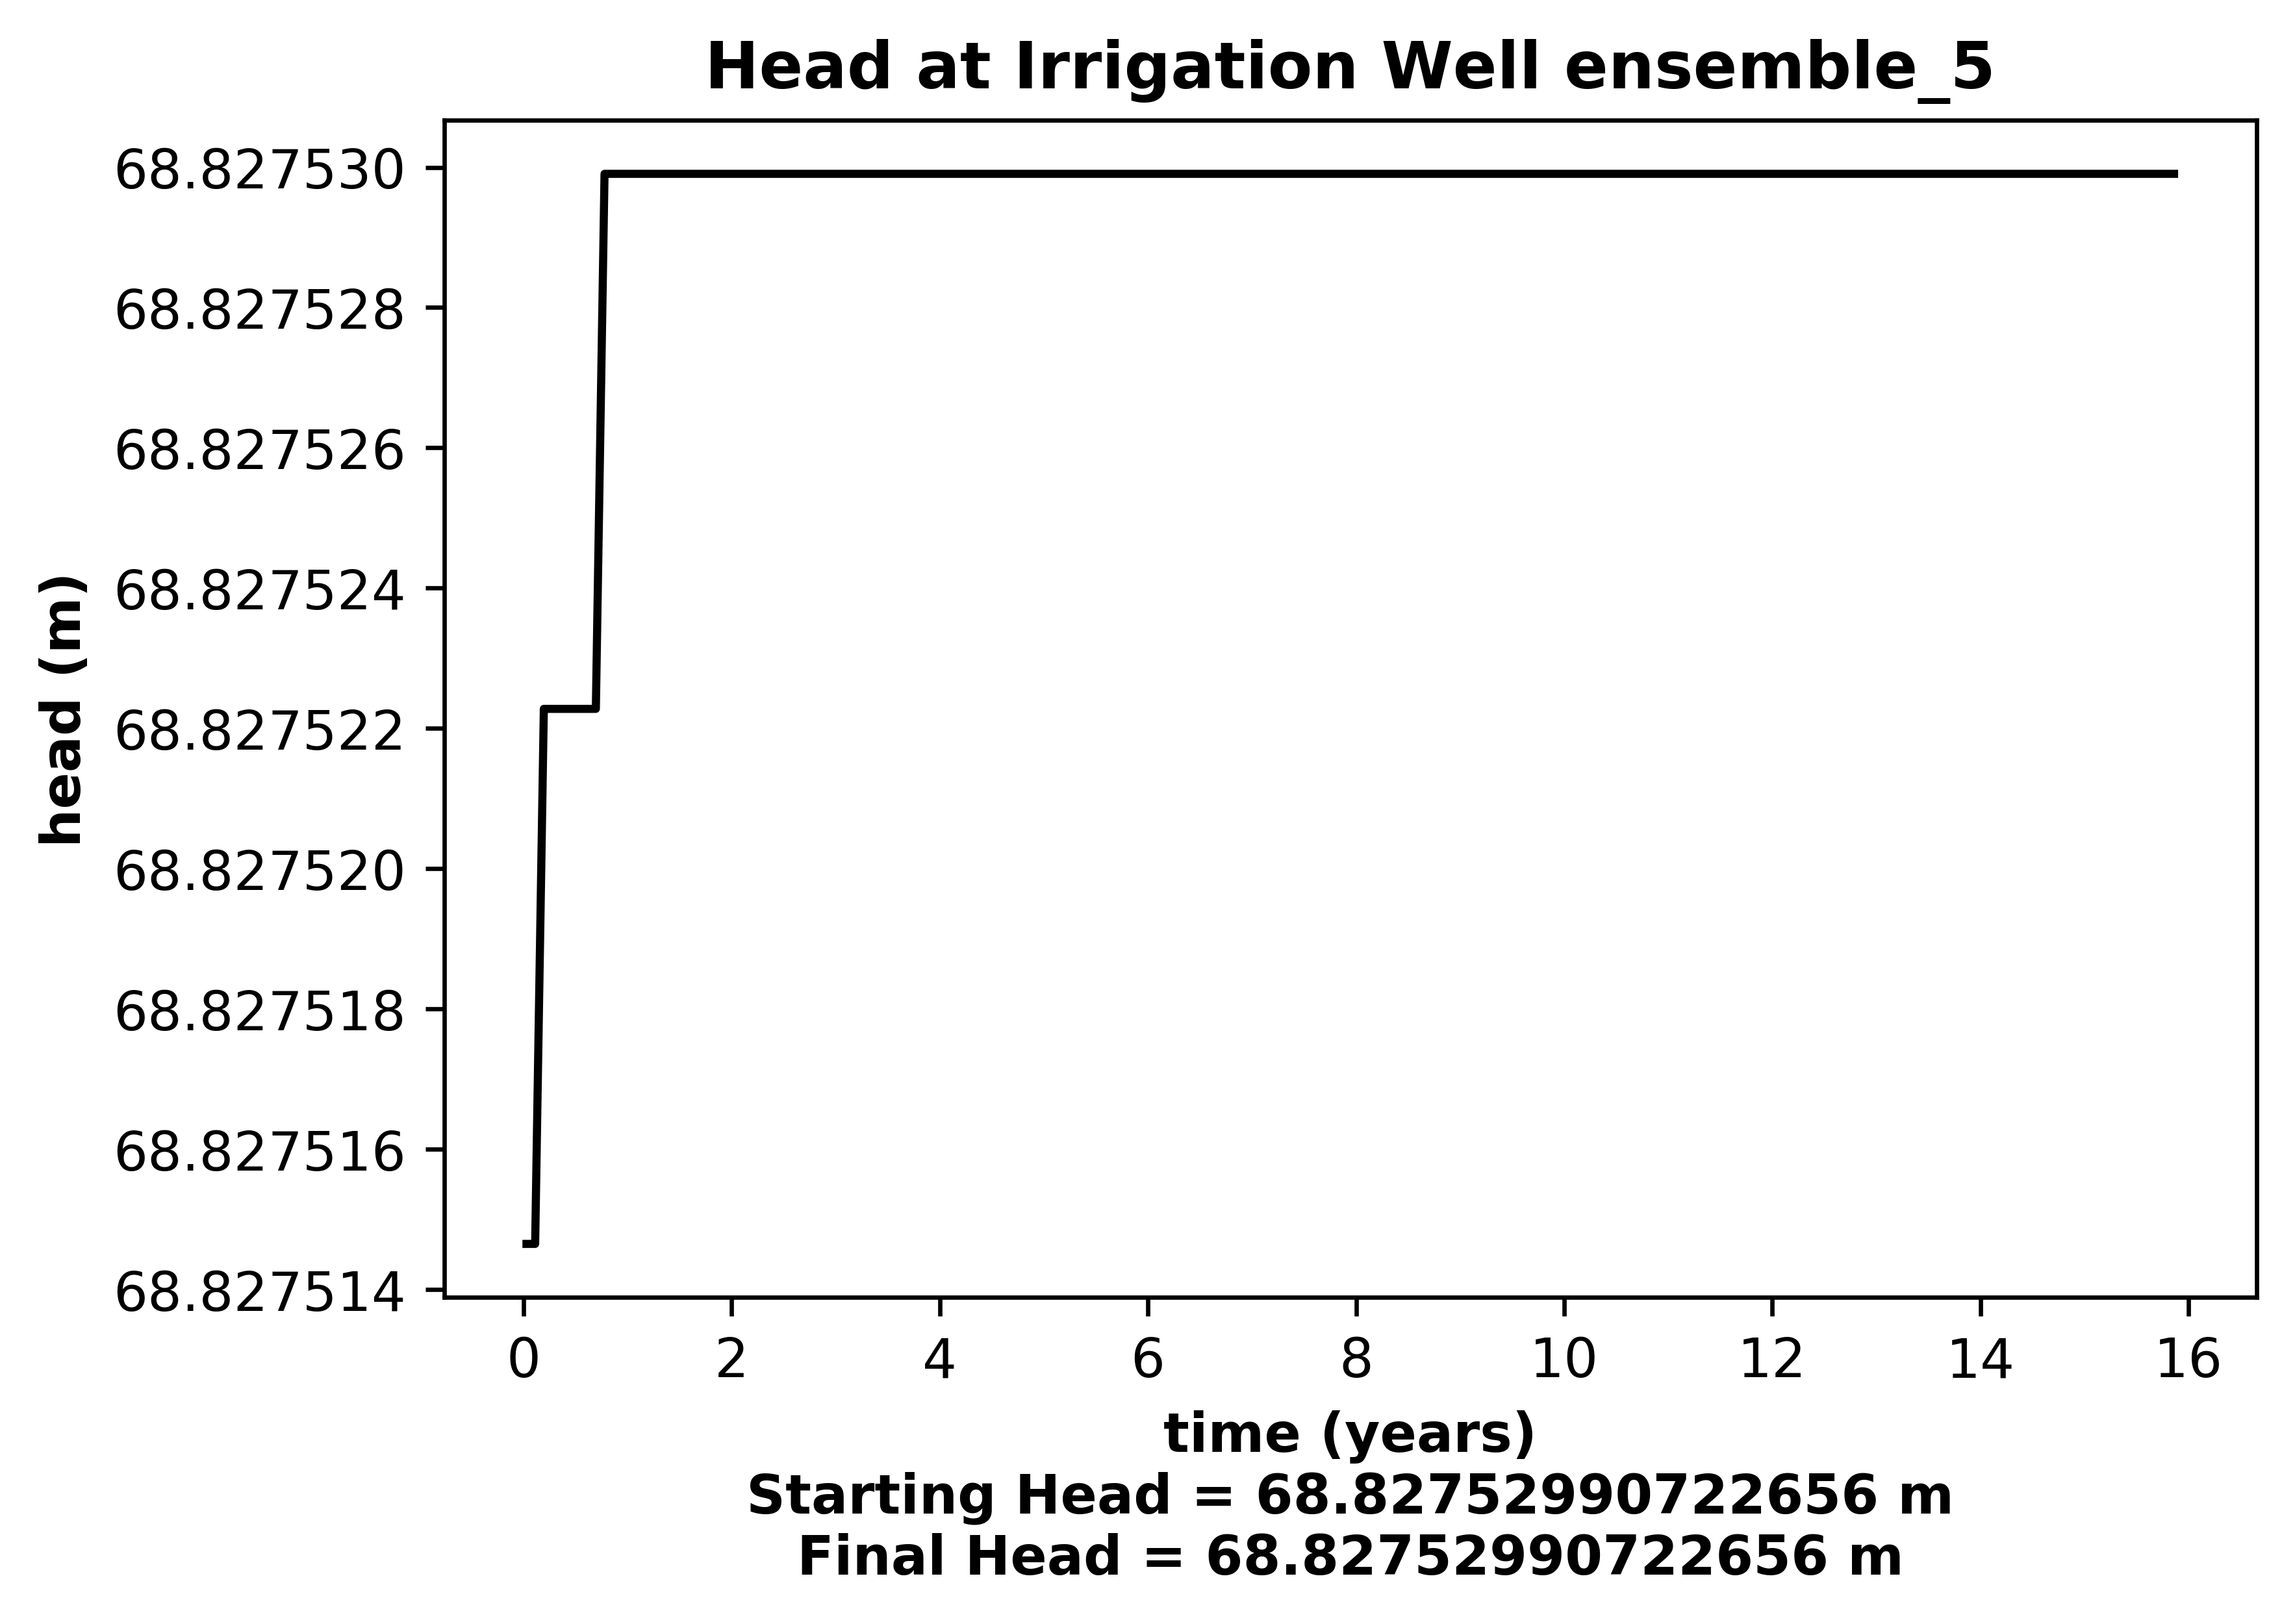 Head at Irrigation Well ensemble_5
68.827530
68.827528
68.827526
68.827524
68.827522
68.827520
68.827518
68.827516
68.827514
head (m)
0 2 4 6 8 10 12 14 16
time (years)
Starting Head = 68.82752990722656 m
Final Head = 68.82752990722656 m